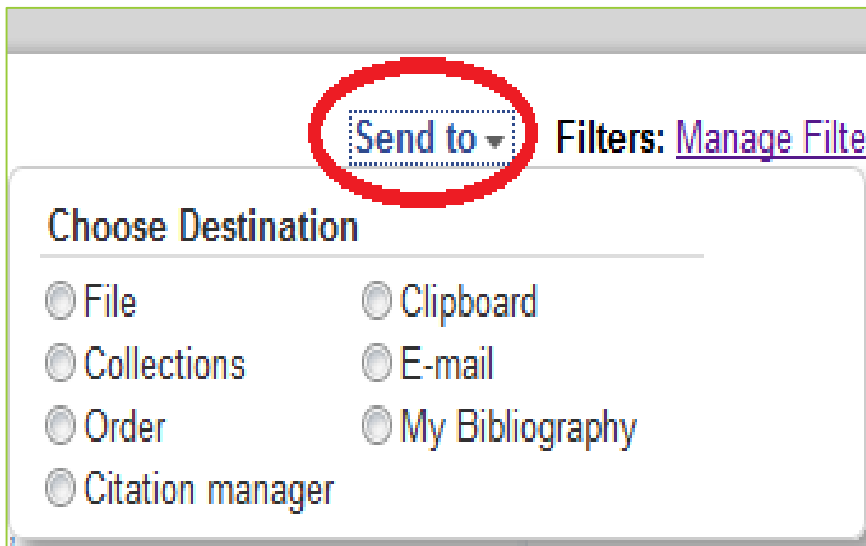 Send to Filters: Manage Filte
Choose Destination
File Clipboard
Collections E-mail
Order My Bibliography
Citation manager